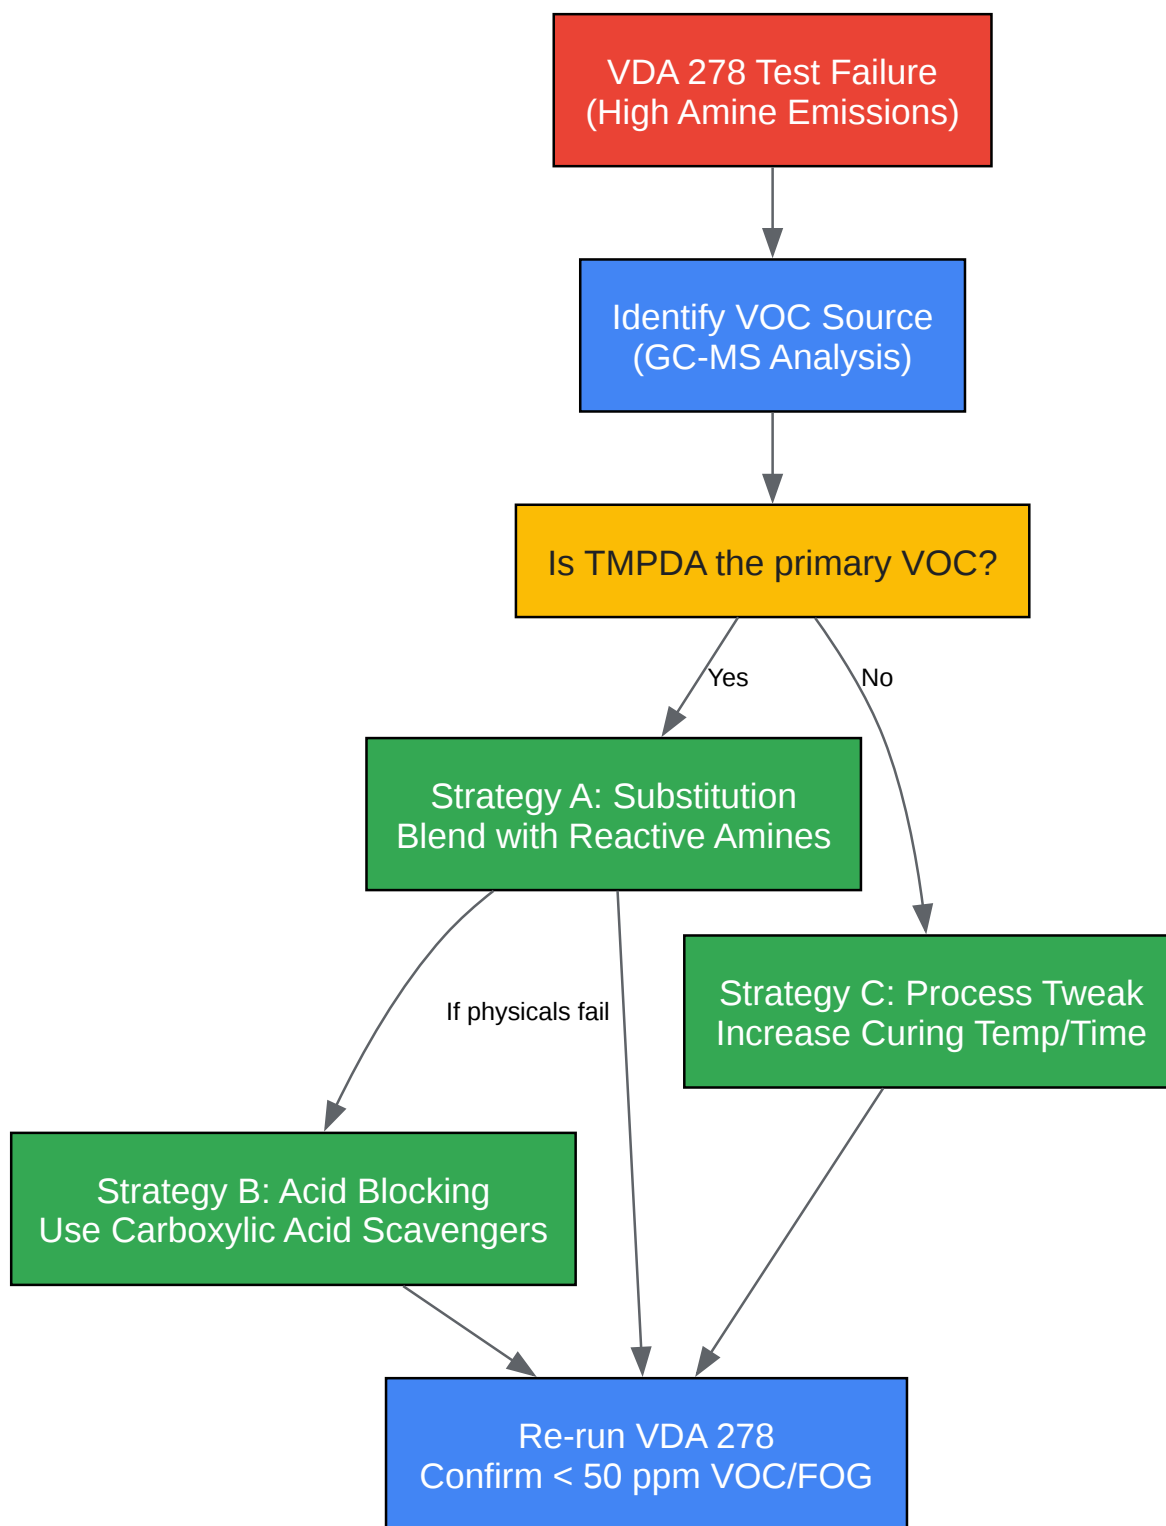 VDA 278 Test Failure
(High Amine Emissions)
Identify VOC Source
(GC-MS Analysis)
Is TMPDA the primary VOC?
Yes
No
Strategy A: Substitution
Blend with Reactive Amines
Strategy C: Process Tweak
Increase Curing Temp/Time
If physicals fail
Strategy B: Acid Blocking
Use Carboxylic Acid Scavengers
Re-run VDA 278
Confirm < 50 ppm VOC/FOG